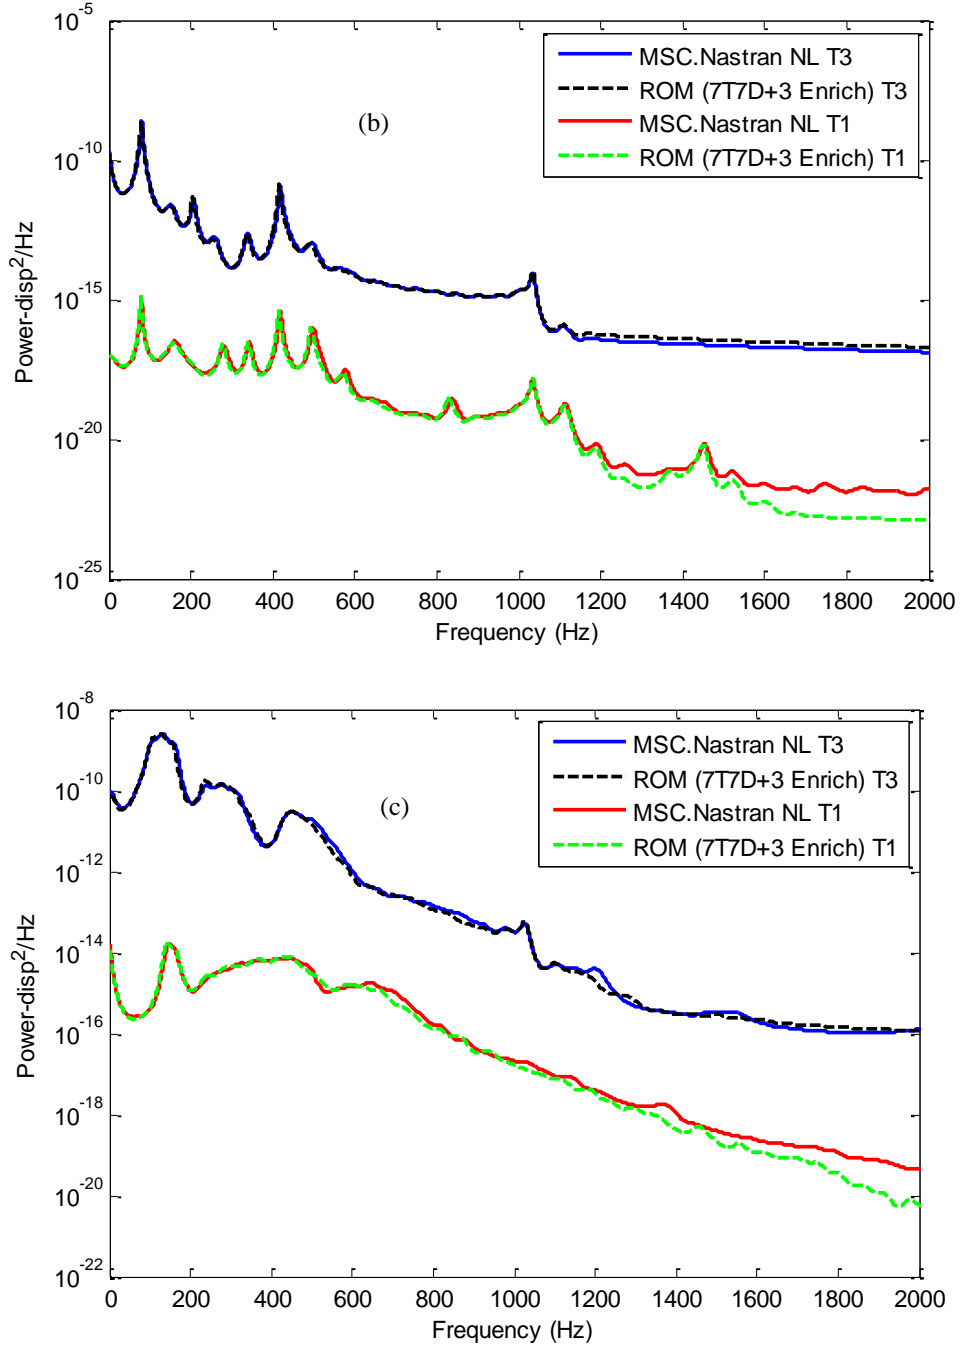 10^-5
MSC.Nastran NL T3
ROM (7T7D+3 Enrich) T3
MSC.Nastran NL T1
ROM (7T7D+3 Enrich) T1
(b)
10^-10
10^-15
10^-20
10^-25
Power-disp^2/Hz
0 200 400 600 800 1000 1200 1400 1600 1800 2000
Frequency (Hz)
10^-8
MSC.Nastran NL T3
ROM (7T7D+3 Enrich) T3
MSC.Nastran NL T1
ROM (7T7D+3 Enrich) T1
(c)
10^-10
10^-12
10^-14
10^-16
10^-18
10^-20
10^-22
Power-disp^2/Hz
0 200 400 600 800 1000 1200 1400 1600 1800 2000
Frequency (Hz)